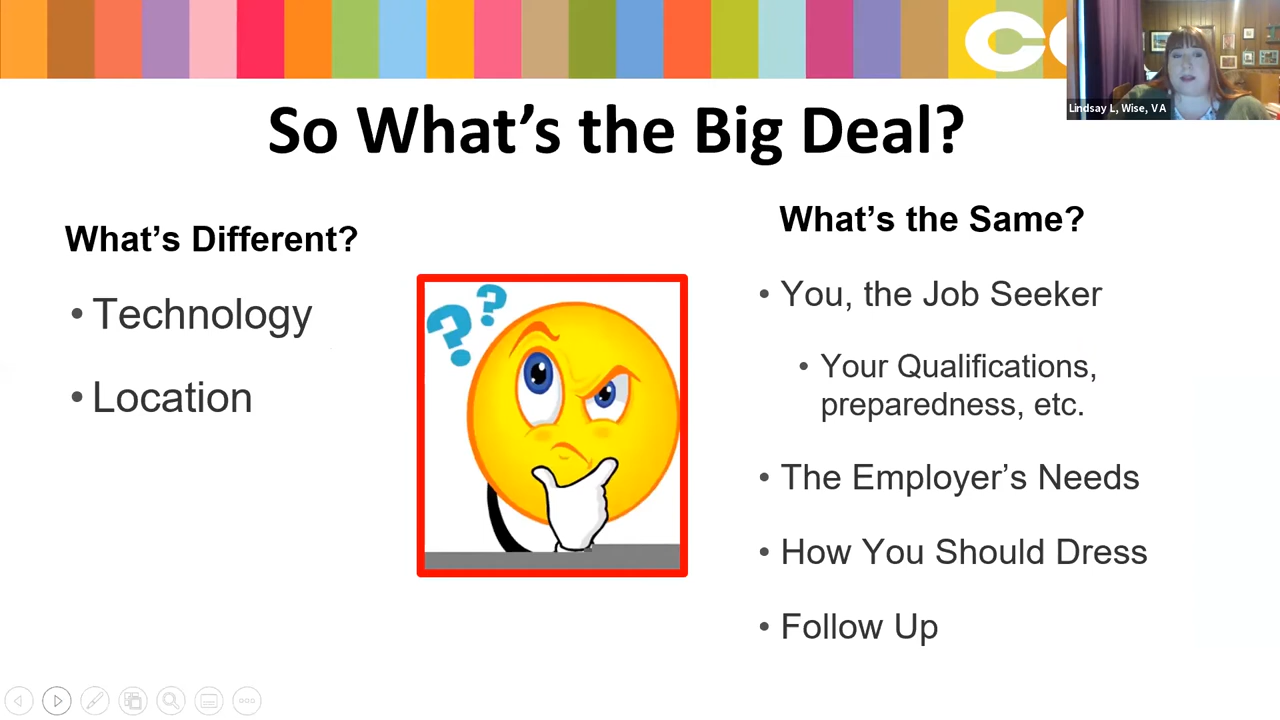 Lindsay L, Wise, VA
So What’s the Big Deal?
What’s Different?
• Technology
• Location
??
What’s the Same?
• You, the Job Seeker
• Your Qualifications,
preparedness, etc.
• The Employer’s Needs
• How You Should Dress
• Follow Up